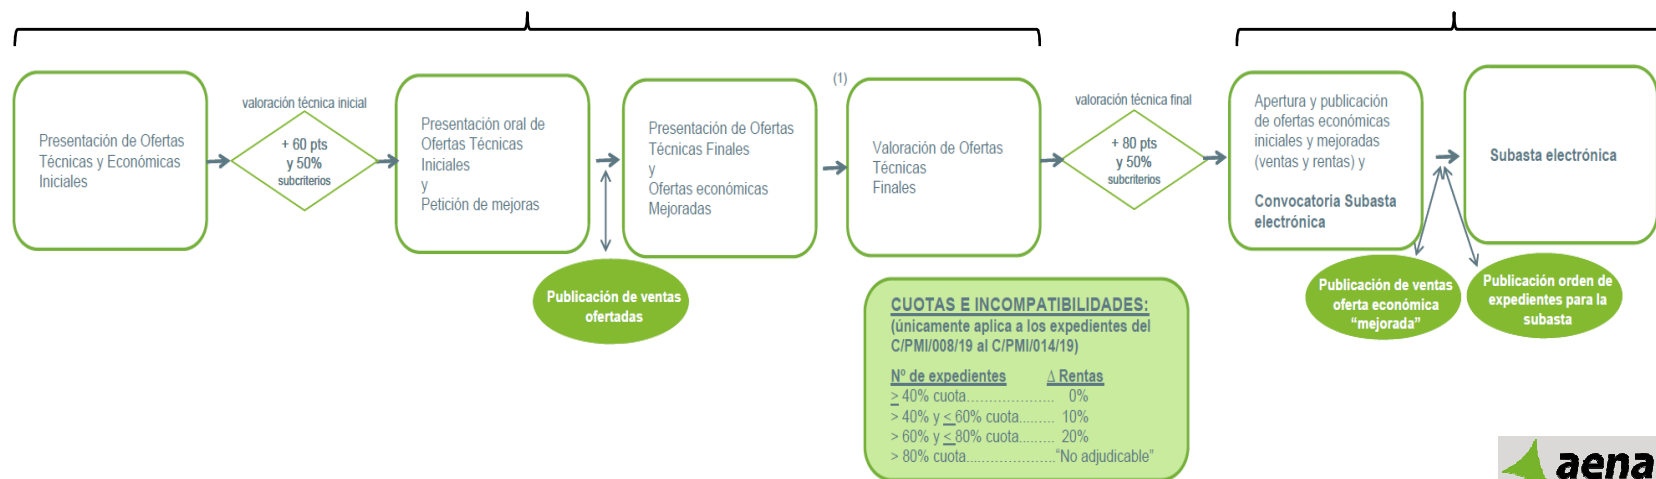 Presentación de Ofertas
Técnicas y Económicas
Iniciales
valoración técnica inicial
+ 60 pts
y 50%
subcriterios
Presentación oral de
Ofertas Técnicas
Iniciales
y
Petición de mejoras
Publicación de ventas
ofertadas
Presentación de Ofertas
Técnicas Finales
y
Ofertas económicas
Mejoradas
(1)
Valoración de Ofertas
Técnicas
Finales
valoración técnica final
+ 80 pts
y 50%
subcriterios
Apertura y publicación
de ofertas económicas
iniciales y mejoradas
(ventas y rentas) y
Convocatoria Subasta
electrónica
Subasta electrónica
Publicación de ventas
oferta económica
“mejorada”
Publicación orden de
expedientes para la
subasta
CUOTAS E INCOMPATIBILIDADES:
(únicamente aplica a los expedientes del
C/PMI/008/19 al C/PMI/014/19)
Nº de expedientes Δ Rentas
≥ 40% cuota..................... 0%
> 40% y ≤ 60% cuota......... 10%
> 60% y ≤ 80% cuota......... 20%
> 80% cuota.....................“No adjudicable”
aena